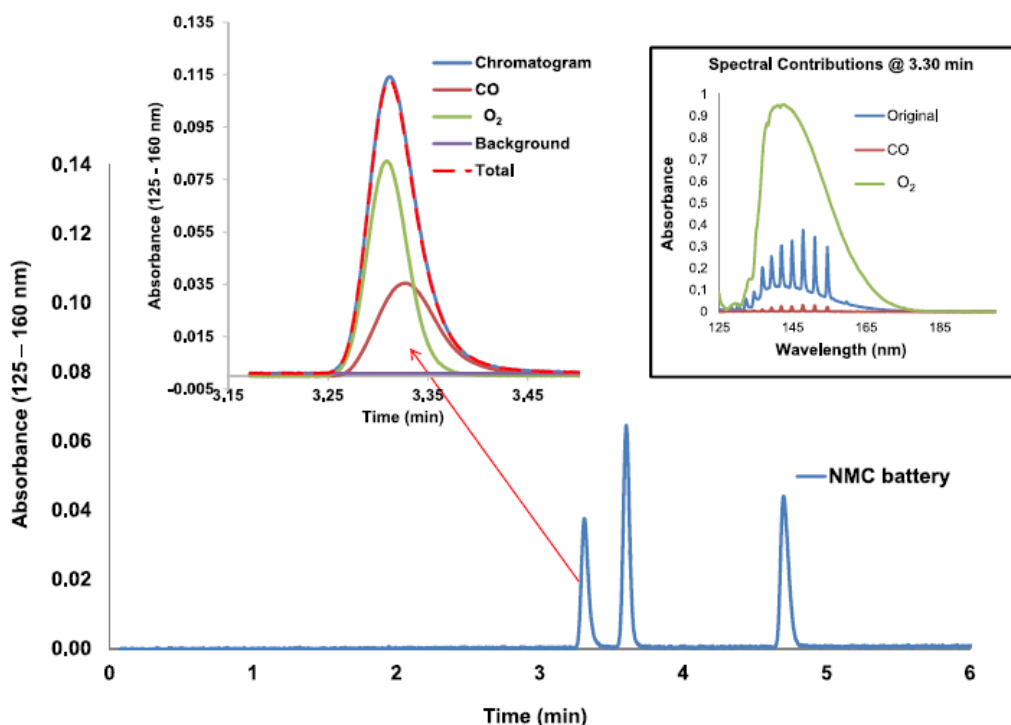 0.135
0.115
0.095
0.075
0.055
0.035
0.015
-0.005
Absorbance (125 - 160 nm)
3.15
3.25
3.35
3.45
Time (min)
Chromatogram
CO
O₂
Background
Total
Spectral Contributions @ 3.30 min
1
0.9
0.8
0.7
0.6
0.5
0.4
0.3
0.2
0.1
0
Absorbance
125
145
165
185
Wavelength (nm)
Original
CO
O₂
0.14
0.12
0.10
0.08
0.06
0.04
0.02
0.00
Absorbance (125 – 160 nm)
NMC battery
0
1
2
3
4
5
6
Time (min)